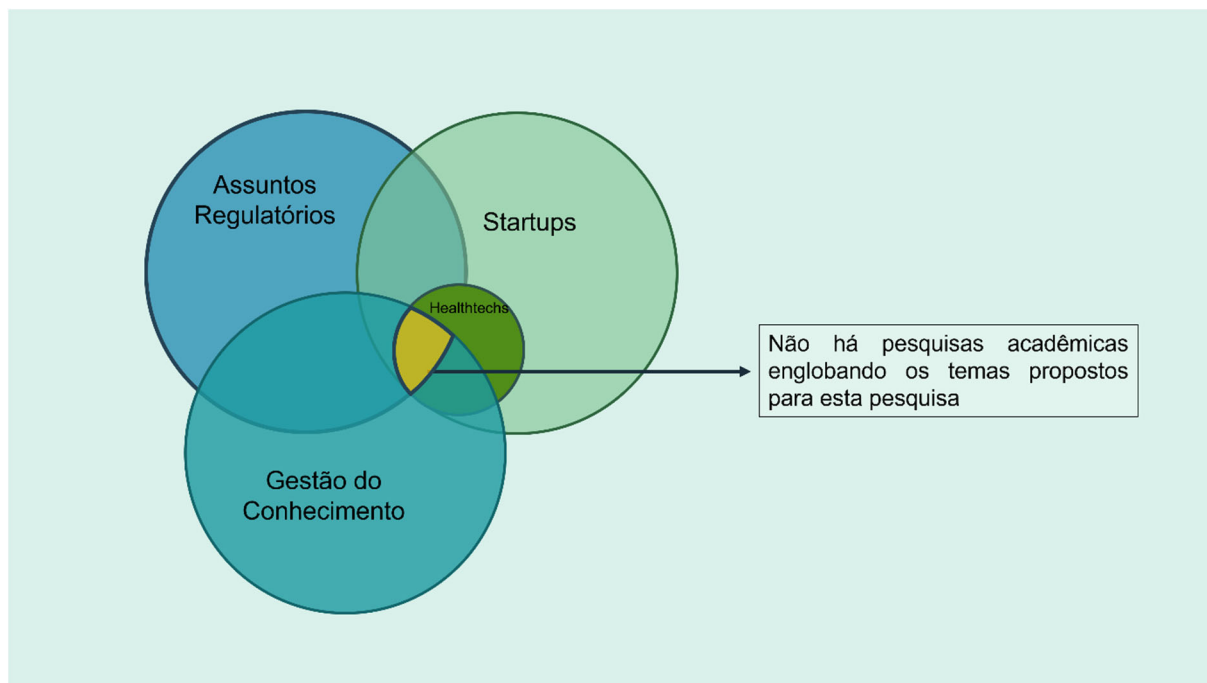 Assuntos
Regulatórios
Startups
Healthtechs
Não há pesquisas acadêmicas
englobando os temas propostos
para esta pesquisa
Gestão do
Conhecimento